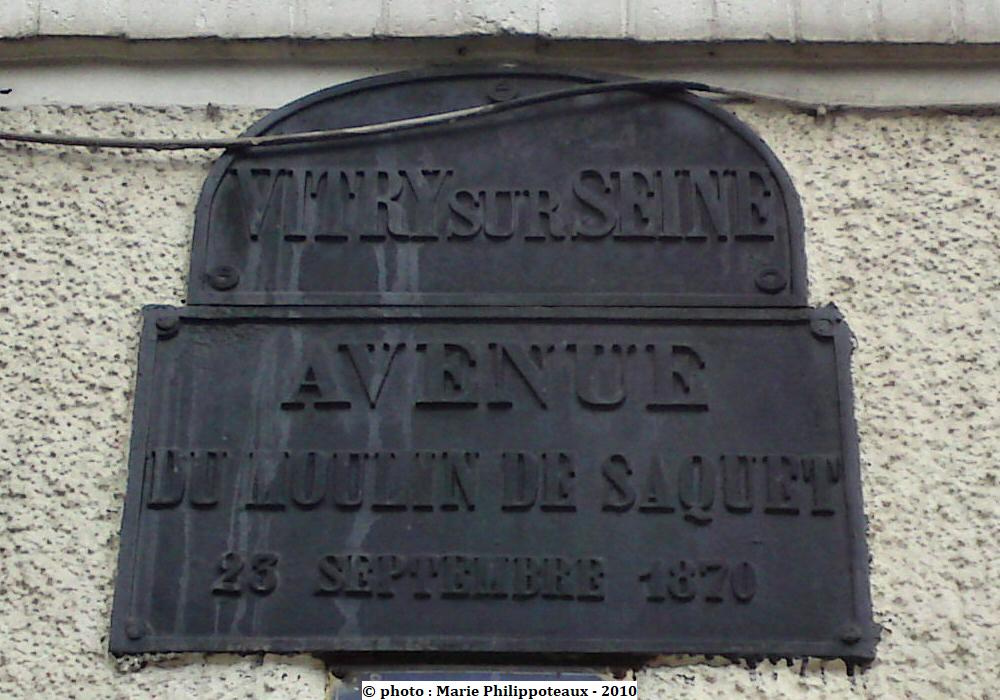 VITRY SUR SEINE
AVENUE
DU MOULIN DE SAQUET
23 SEPTEMBRE 1870
© photo : Marie Philippoteaux - 2010